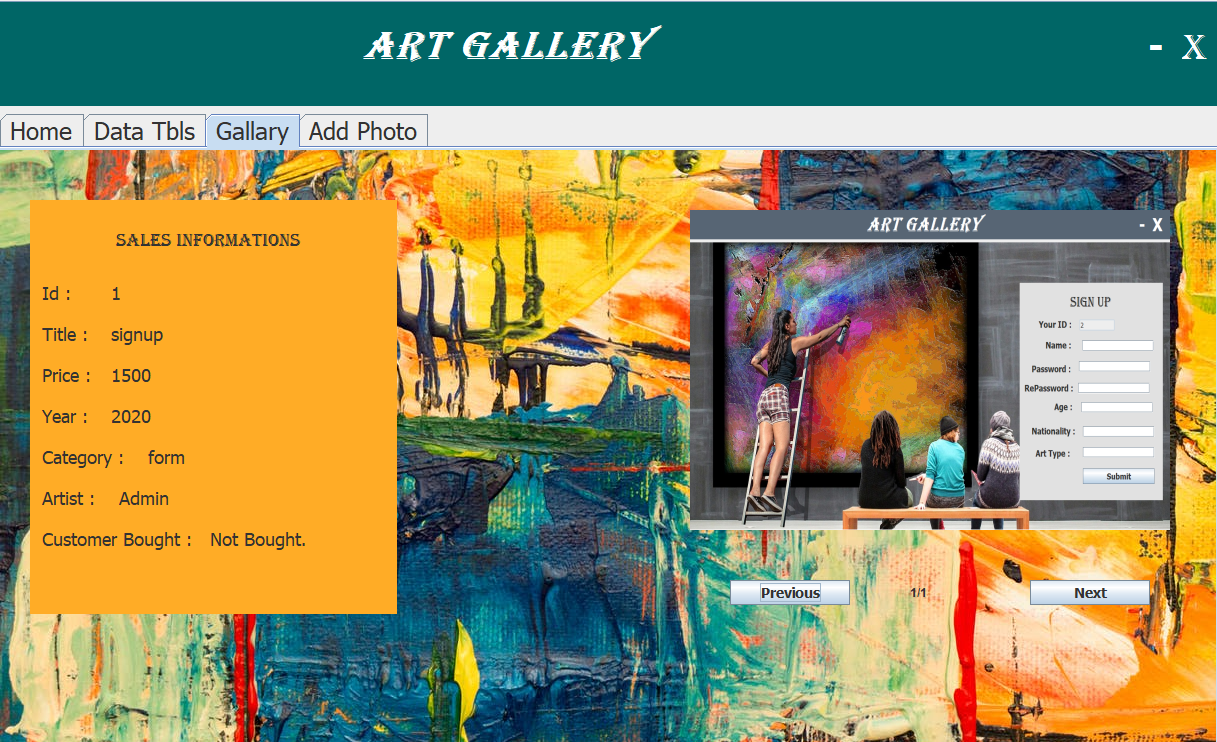 ART GALLERY
- X
Home Data Tbls Gallary Add Photo
SALES INFORMATIONS
Id : 1
Title : signup
Price : 1500
Year : 2020
Category : form
Artist : Admin
Customer Bought : Not Bought.
ART GALLERY
- X
SIGN UP
Your ID : 2
Name :
Password :
RePassword :
Age :
Nationality :
Art Type :
Submit
Previous 1/1 Next